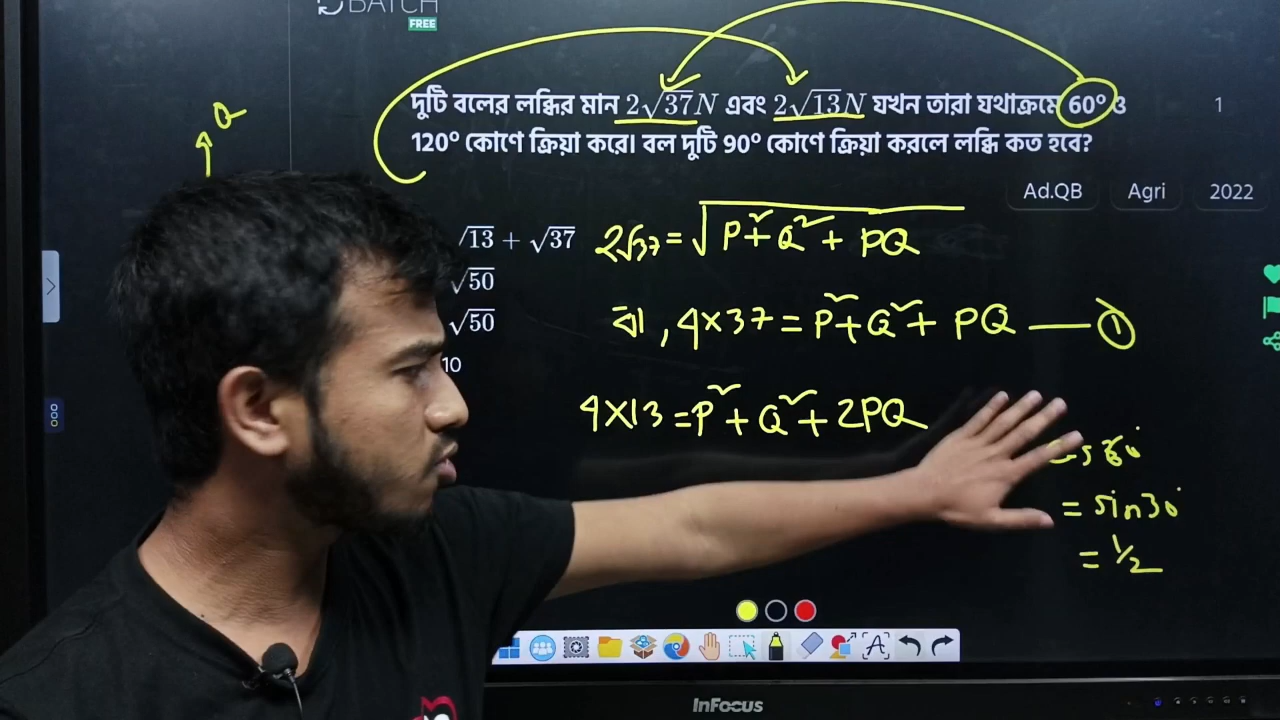 BATCH
FREE
Q
দুটি বলের লব্ধির মান 2√37N এবং 2√13N যখন তারা যথাক্রমে 60° ও 1
120° কোণে ক্রিয়া করে। বল দুটি 90° কোণে ক্রিয়া করলে লব্ধি কত হবে?
Ad.QB Agri 2022
√13 + √37
√50
√50
10
2√37 = √P²+Q²+PQ
বা, 4×37 = P²+Q²+PQ — ①
4×13 = P²+Q²+2PQ
= sin30°
= 1/2
InFocus